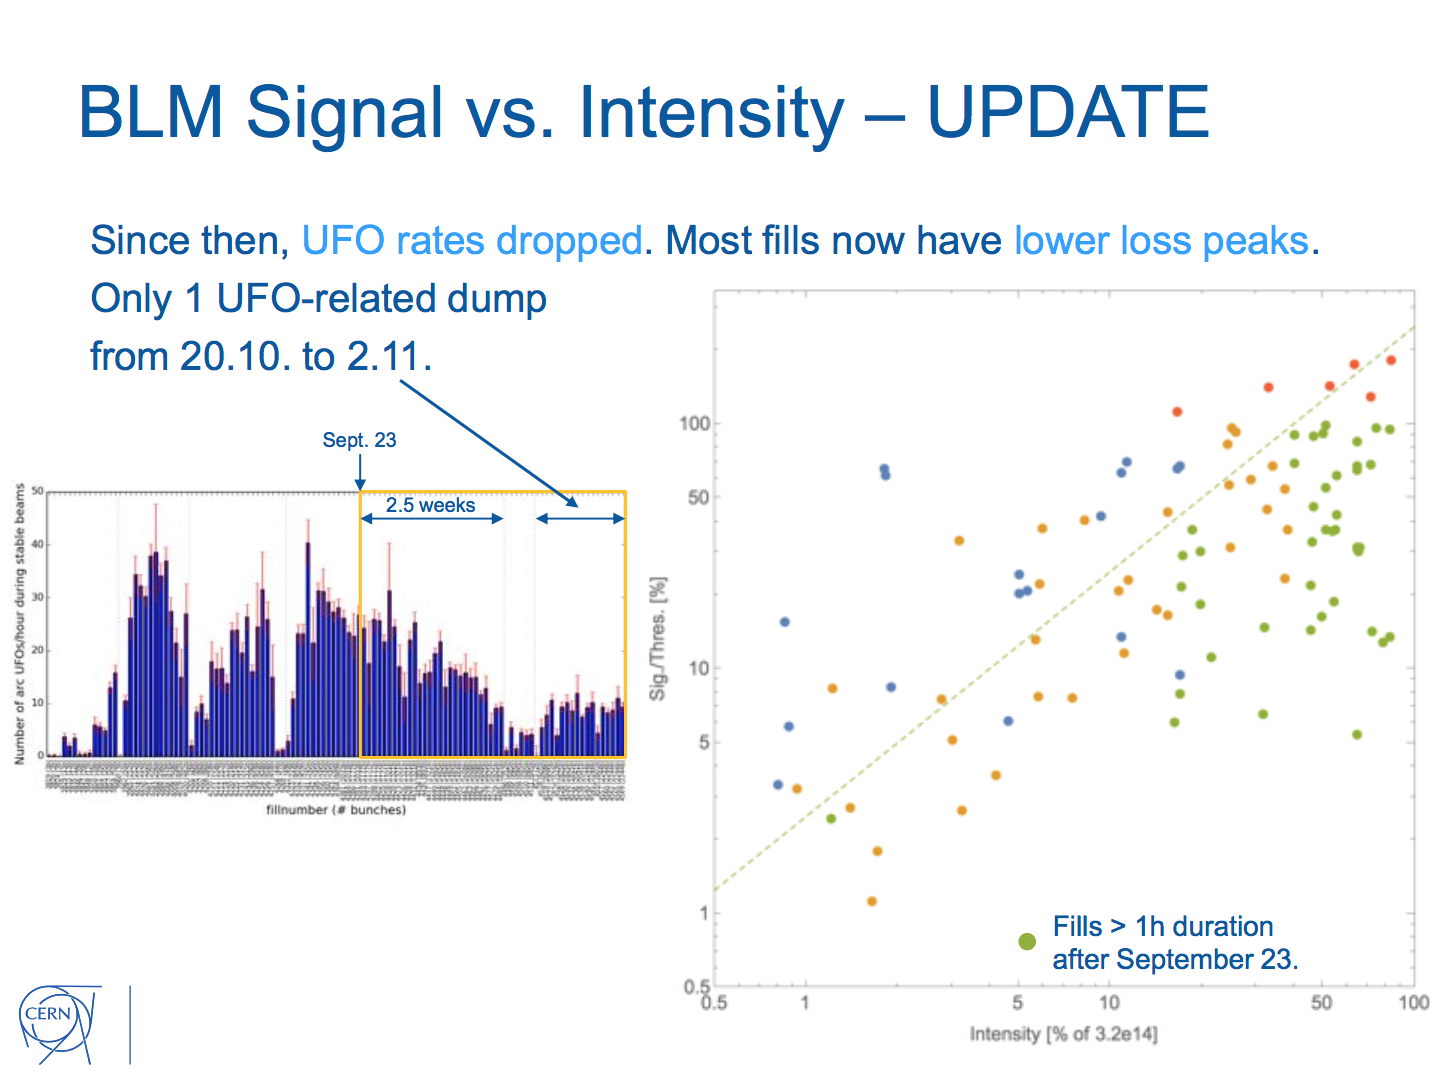 BLM Signal vs. Intensity – UPDATE
Since then, UFO rates dropped. Most fills now have lower loss peaks.
Only 1 UFO-related dump
from 20.10. to 2.11.
Sept. 23
2.5 weeks
Number of arc UFOs/hour during stable beams
50
40
30
20
10
0
fillnumber (# bunches)
Sig./Thres. [%]
100
50
10
5
1
0.5
0.5 1 5 10 50 100
Intensity [% of 3.2e14]
Fills > 1h duration
after September 23.
CERN